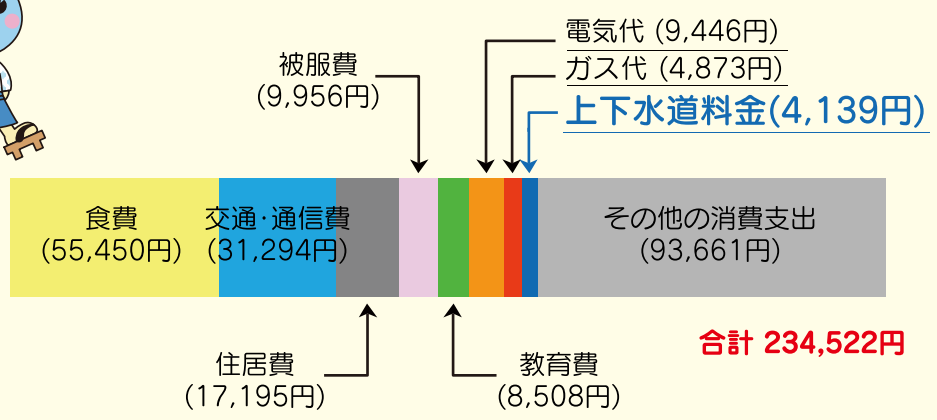 電気代 (9,446円)
ガス代 (4,873円)
上下水道料金(4,139円)
被服費
(9,956円)
食費
(55,450円)
交通・通信費
(31,294円)
その他の消費支出
(93,661円)
住居費
(17,195円)
教育費
(8,508円)
合計 234,522円